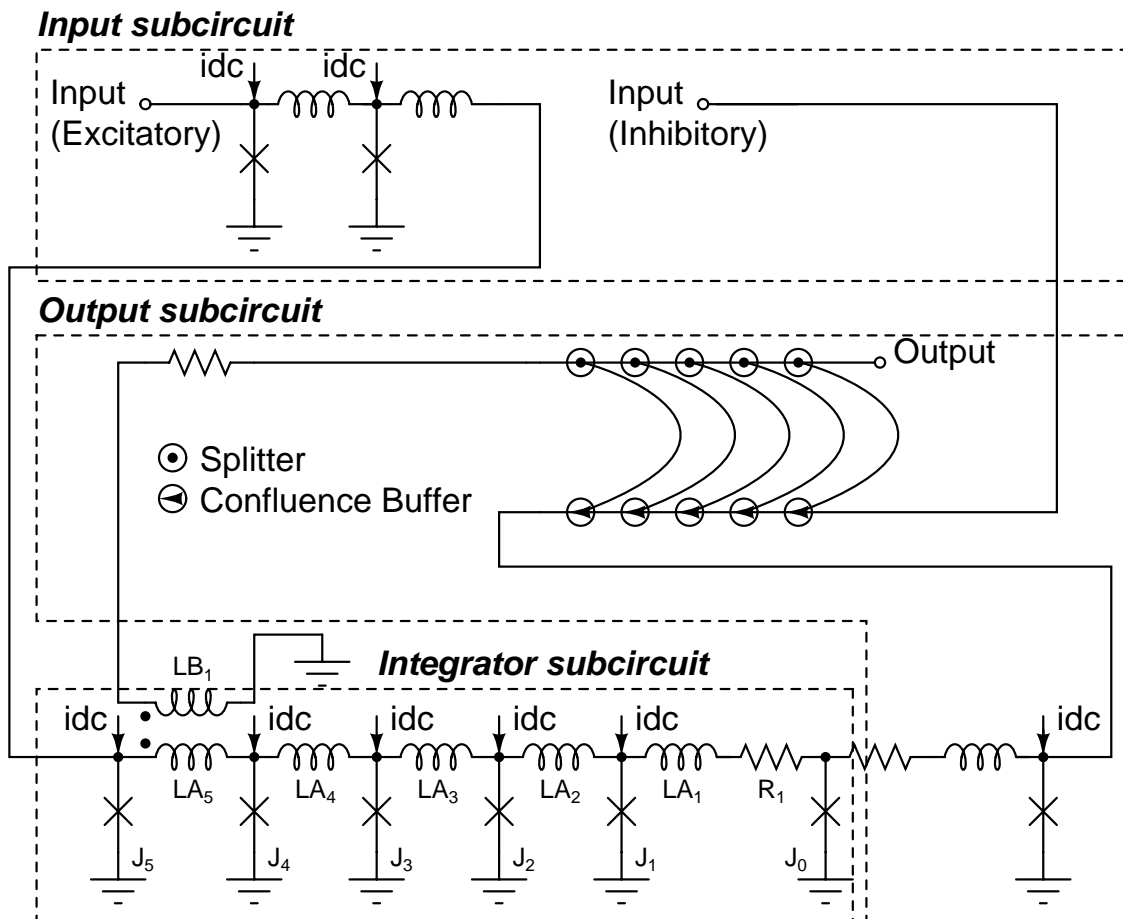 Input subcircuit
idc idc
Input
(Excitatory)
Input
(Inhibitory)
Output subcircuit
Output
Splitter
Confluence Buffer
LB₁
Integrator subcircuit
idc idc idc idc idc idc
LA₅ LA₄ LA₃ LA₂ LA₁ R₁
J₅ J₄ J₃ J₂ J₁ J₀